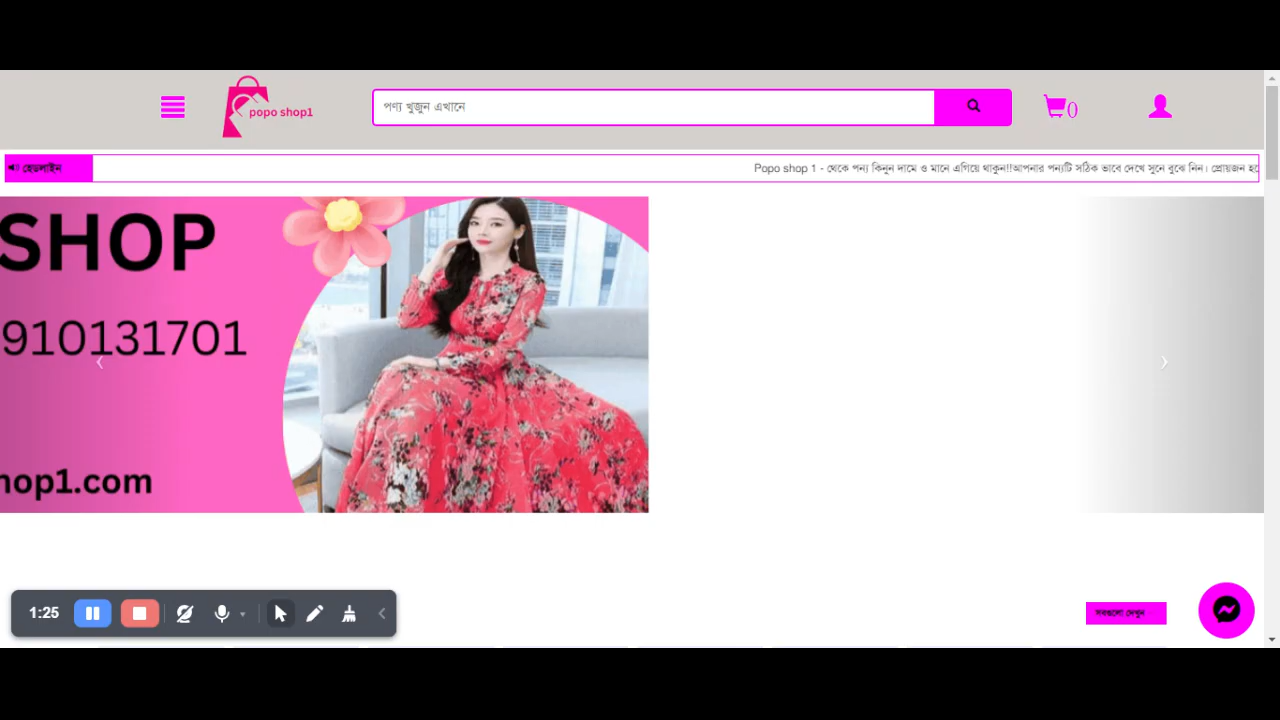 popo shop1
পণ্য খুজুন এখানে
0
হেডলাইন
Popo shop 1 - থেকে পন্য কিনুন দামে ও মানে এগিয়ে থাকুন!!আপনার পন্যটি সঠিক ভাবে দেখে সুনে বুঝে নিন। প্রোয়জন
SHOP
910131701
hop1.com
1:25
সবগুলো দেখুন